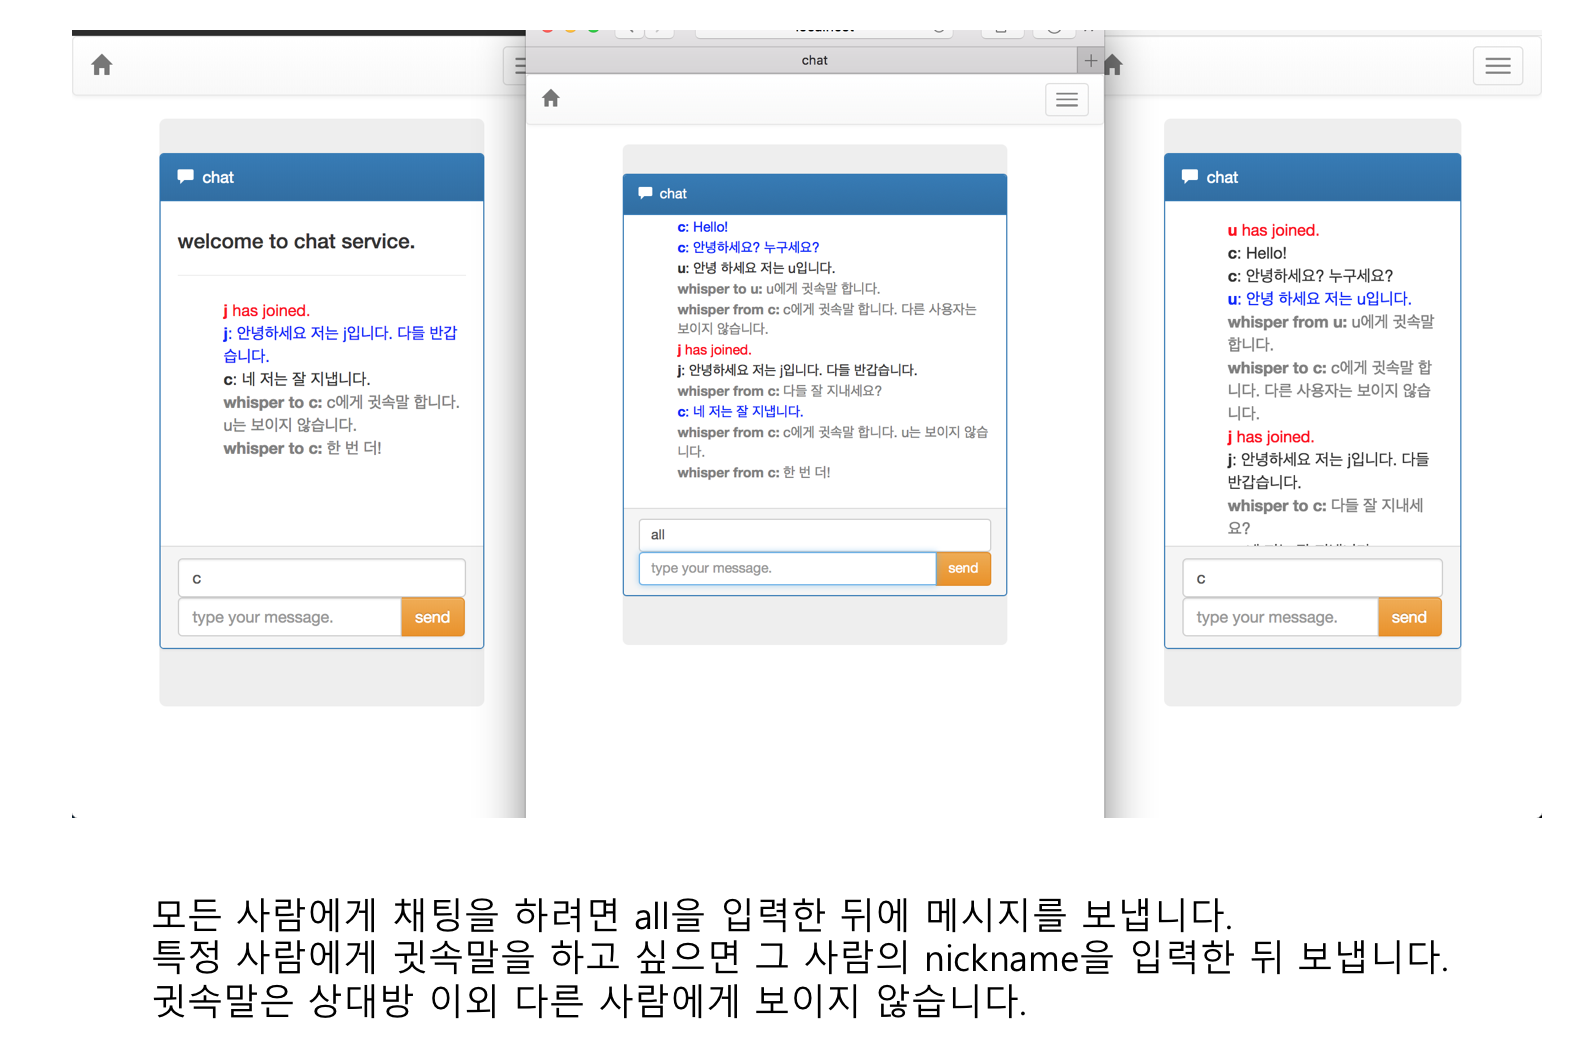 chat
chat
welcome to chat service.
j has joined.
j: 안녕하세요 저는 j입니다. 다들 반갑
습니다.
c: 네 저는 잘 지냅니다.
whisper to c: c에게 귓속말 합니다.
u는 보이지 않습니다.
whisper to c: 한 번 더!
c
type your message.
send
chat
c: Hello!
c: 안녕하세요? 누구세요?
u: 안녕 하세요 저는 u입니다.
whisper to u: u에게 귓속말 합니다.
whisper from c: c에게 귓속말 합니다. 다른 사용자는
보이지 않습니다.
j has joined.
j: 안녕하세요 저는 j입니다. 다들 반갑습니다.
whisper from c: 다들 잘 지내세요?
c: 네 저는 잘 지냅니다.
whisper from c: c에게 귓속말 합니다. u는 보이지 않습
니다.
whisper from c: 한 번 더!
all
type your message.
send
chat
u has joined.
c: Hello!
c: 안녕하세요? 누구세요?
u: 안녕 하세요 저는 u입니다.
whisper from u: u에게 귓속말
합니다.
whisper to c: c에게 귓속말 합
니다. 다른 사용자는 보이지 않습
니다.
j has joined.
j: 안녕하세요 저는 j입니다. 다들
반갑습니다.
whisper to c: 다들 잘 지내세
요?
c
type your message.
send
모든 사람에게 채팅을 하려면 all을 입력한 뒤에 메시지를 보냅니다.
특정 사람에게 귓속말을 하고 싶으면 그 사람의 nickname을 입력한 뒤 보냅니다.
귓속말은 상대방 이외 다른 사람에게 보이지 않습니다.